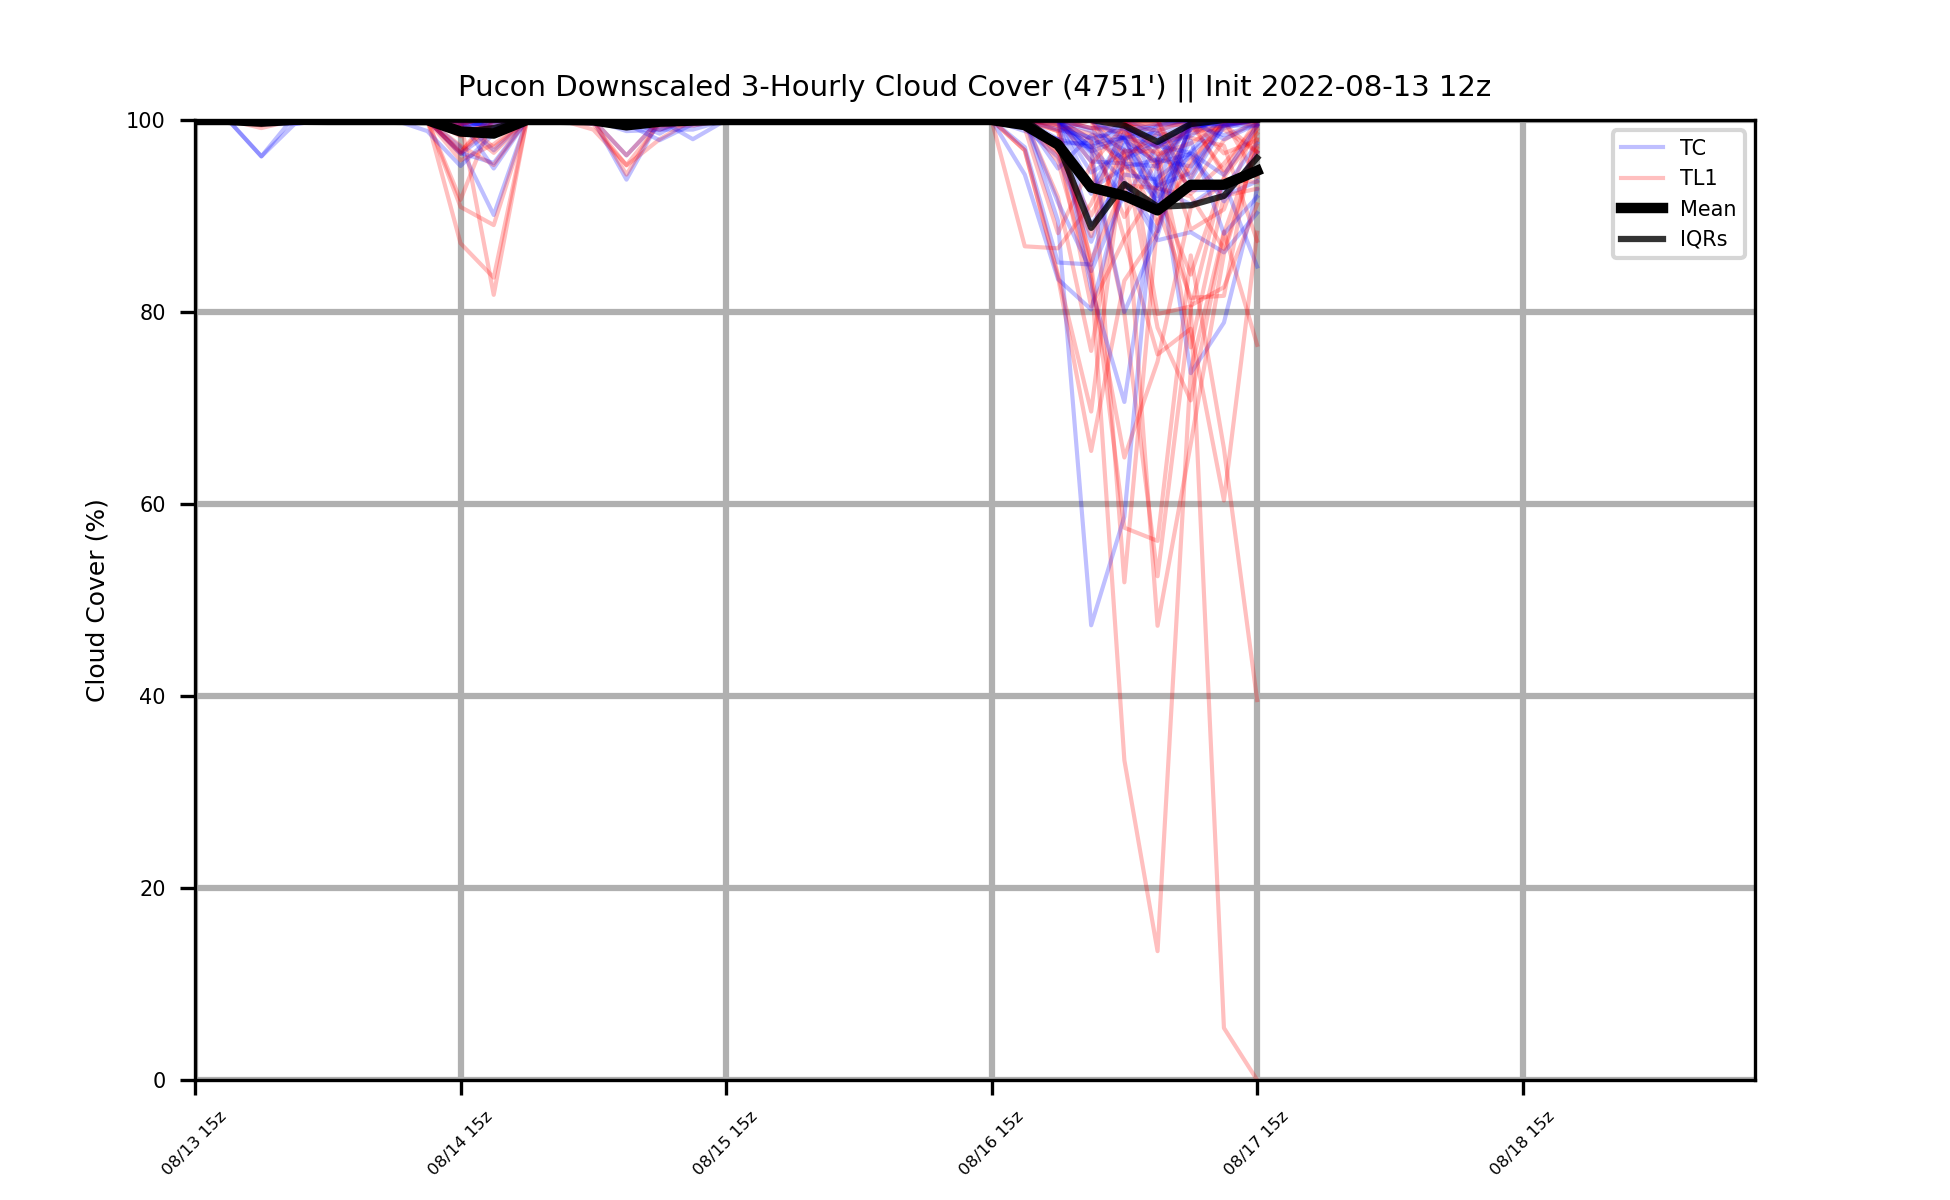 Pucon Downscaled 3-Hourly Cloud Cover (4751') || Init 2022-08-13 12z
Cloud Cover (%)
100
80
60
40
20
0
TC
TL1
Mean
IQRs
08/13 15z
08/14 15z
08/15 15z
08/16 15z
08/17 15z
08/18 15z